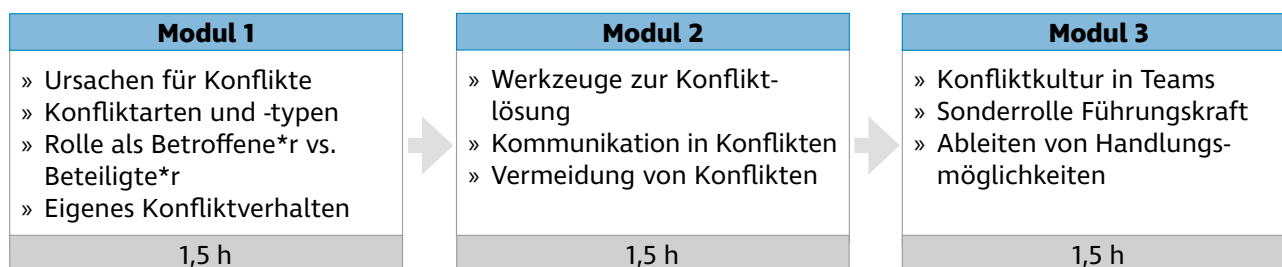 Modul 1
» Ursachen für Konflikte
» Konfliktarten und -typen
» Rolle als Betroffene*r vs.
Beteiligte*r
» Eigenes Konfliktverhalten
1,5 h
Modul 2
» Werkzeuge zur Konflikt-
lösung
» Kommunikation in Konflikten
» Vermeidung von Konflikten
1,5 h
Modul 3
» Konfliktkultur in Teams
» Sonderrolle Führungskraft
» Ableiten von Handlungs-
möglichkeiten
1,5 h